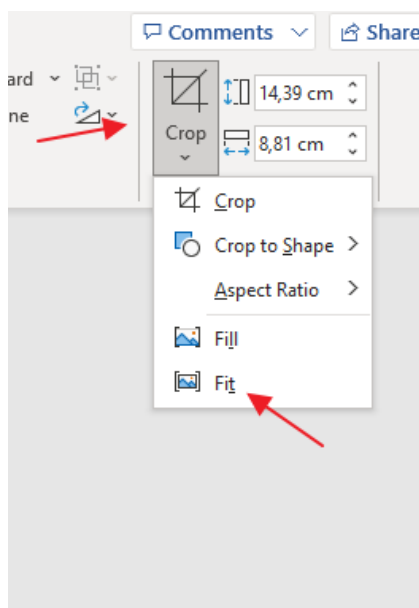 Comments
Share
ard
ne
Crop
14,39 cm
8,81 cm
Crop
Crop to Shape
Aspect Ratio
Fill
Fit